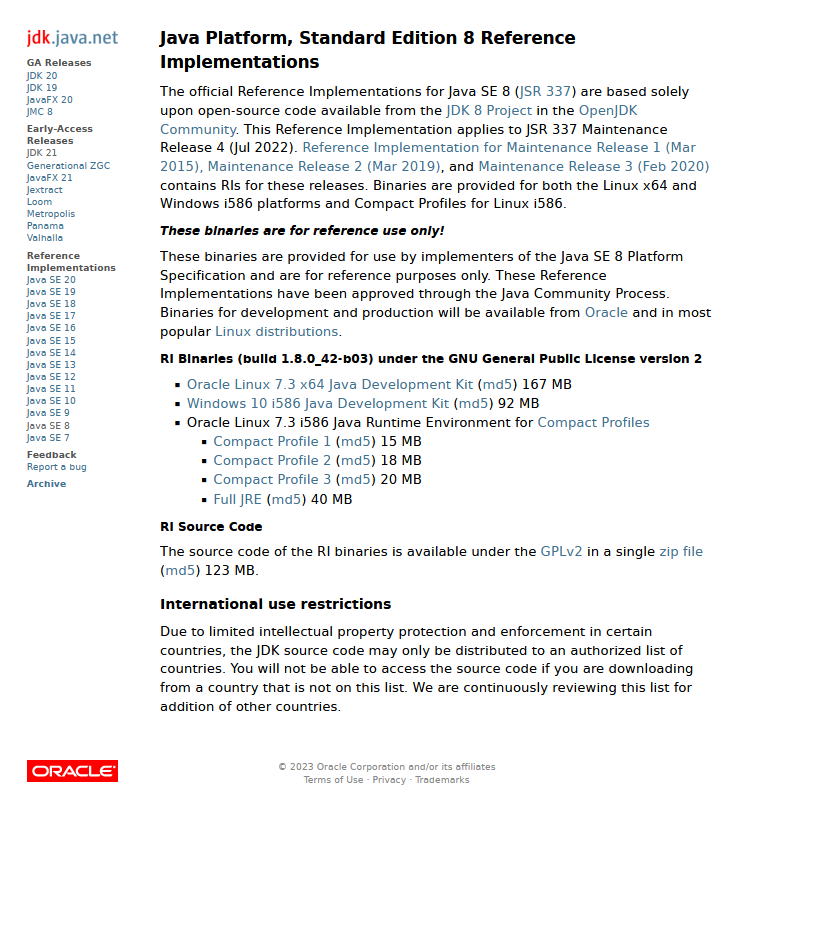 jdk.java.net
GA Releases
JDK 20
JDK 19
JavaFX 20
JMC 8
Early-Access
Releases
JDK 21
Generational ZGC
JavaFX 21
Jextract
Loom
Metropolis
Panama
Valhalla
Reference
Implementations
Java SE 20
Java SE 19
Java SE 18
Java SE 17
Java SE 16
Java SE 15
Java SE 14
Java SE 13
Java SE 12
Java SE 11
Java SE 10
Java SE 9
Java SE 8
Java SE 7
Feedback
Report a bug
Archive
Java Platform, Standard Edition 8 Reference
Implementations
The official Reference Implementations for Java SE 8 (JSR 337) are based solely
upon open-source code available from the JDK 8 Project in the OpenJDK
Community. This Reference Implementation applies to JSR 337 Maintenance
Release 4 (Jul 2022). Reference Implementation for Maintenance Release 1 (Mar
2015), Maintenance Release 2 (Mar 2019), and Maintenance Release 3 (Feb 2020)
contains RIs for these releases. Binaries are provided for both the Linux x64 and
Windows i586 platforms and Compact Profiles for Linux i586.
These binaries are for reference use only!
These binaries are provided for use by implementers of the Java SE 8 Platform
Specification and are for reference purposes only. These Reference
Implementations have been approved through the Java Community Process.
Binaries for development and production will be available from Oracle and in most
popular Linux distributions.
RI Binaries (build 1.8.0_42-b03) under the GNU General Public License version 2
▪ Oracle Linux 7.3 x64 Java Development Kit (md5) 167 MB
▪ Windows 10 i586 Java Development Kit (md5) 92 MB
▪ Oracle Linux 7.3 i586 Java Runtime Environment for Compact Profiles
▪ Compact Profile 1 (md5) 15 MB
▪ Compact Profile 2 (md5) 18 MB
▪ Compact Profile 3 (md5) 20 MB
▪ Full JRE (md5) 40 MB
RI Source Code
The source code of the RI binaries is available under the GPLv2 in a single zip file
(md5) 123 MB.
International use restrictions
Due to limited intellectual property protection and enforcement in certain
countries, the JDK source code may only be distributed to an authorized list of
countries. You will not be able to access the source code if you are downloading
from a country that is not on this list. We are continuously reviewing this list for
addition of other countries.
ORACLE
© 2023 Oracle Corporation and/or its affiliates
Terms of Use · Privacy · Trademarks